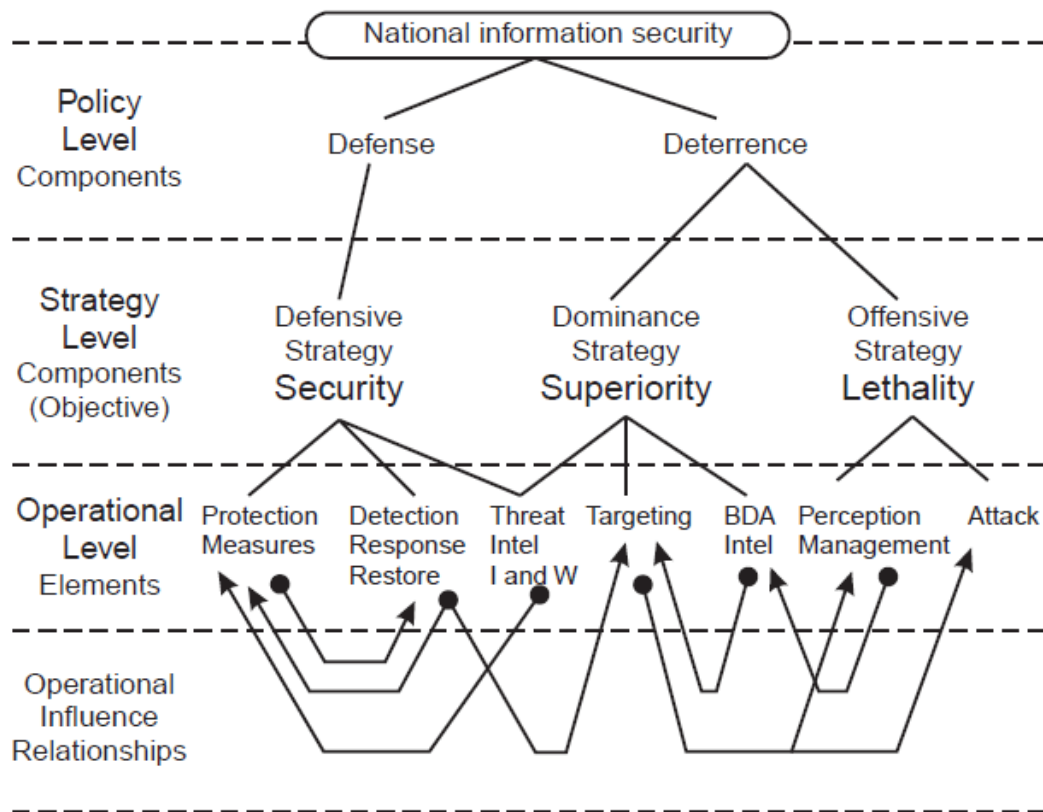 National information security
Policy
Level
Components
Defense
Deterrence
Strategy
Level
Components
(Objective)
Defensive
Strategy
Security
Dominance
Strategy
Superiority
Offensive
Strategy
Lethality
Operational
Level
Elements
Protection
Measures
Detection
Response
Restore
Threat
Intel
I and W
Targeting
BDA
Intel
Perception
Management
Attack
Operational
Influence
Relationships